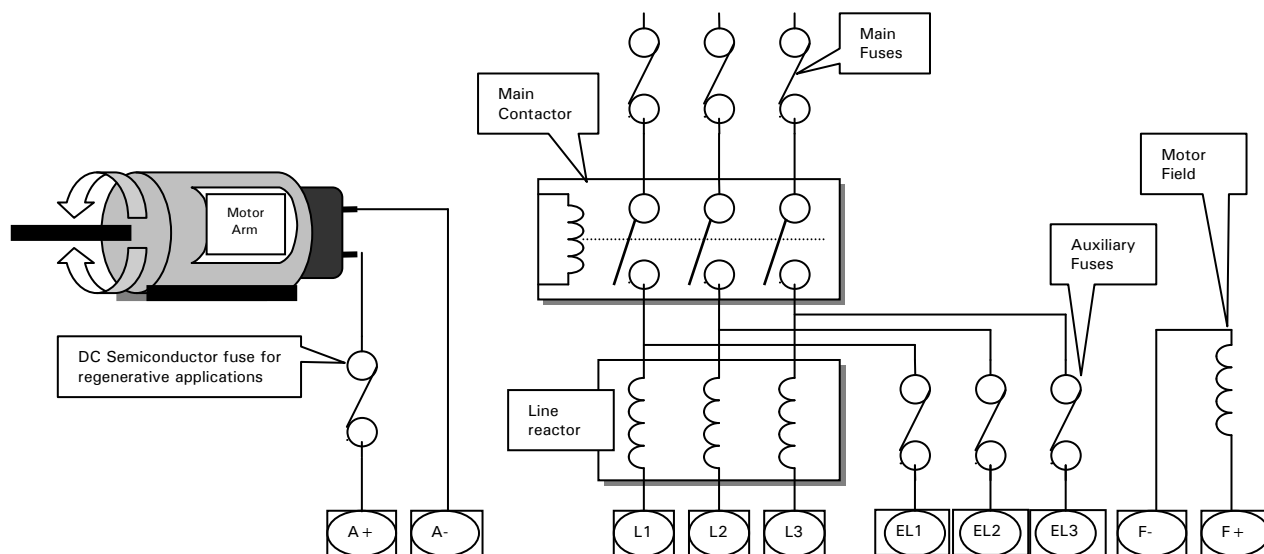 Main
Fuses
Main
Contactor
Motor
Field
Motor
Arm
Auxiliary
Fuses
DC Semiconductor fuse for
regenerative applications
Line
reactor
A+
A-
L1
L2
L3
EL1
EL2
EL3
F-
F+